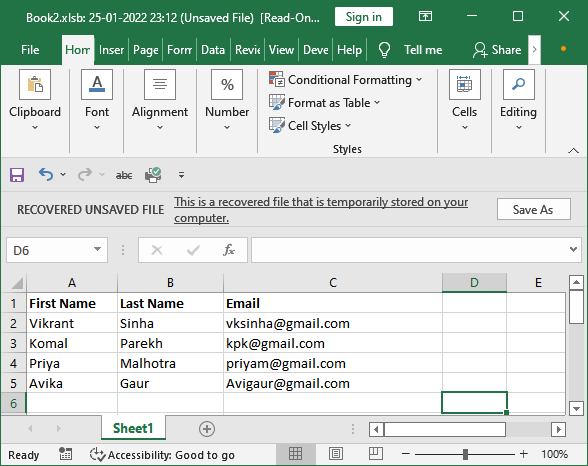 Book2.xlsb: 25-01-2022 23:12 (Unsaved File)  [Read-On...
Sign in
File Hom Inser Page Form Data Revie View Deve Help Tell me Share
Clipboard
A
Font
Alignment
%
Number
Conditional Formatting
Format as Table
Cell Styles
Styles
Cells
Editing
abc
RECOVERED UNSAVED FILE
This is a recovered file that is temporarily stored on your
computer.
Save As
D6
fx
A B C D E
1 First Name Last Name Email
2 Vikrant Sinha vksinha@gmail.com
3 Komal Parekh kpk@gmail.com
4 Priya Malhotra priyam@gmail.com
5 Avika Gaur Avigaur@gmail.com
6
Sheet1
Ready
Accessibility: Good to go
100%